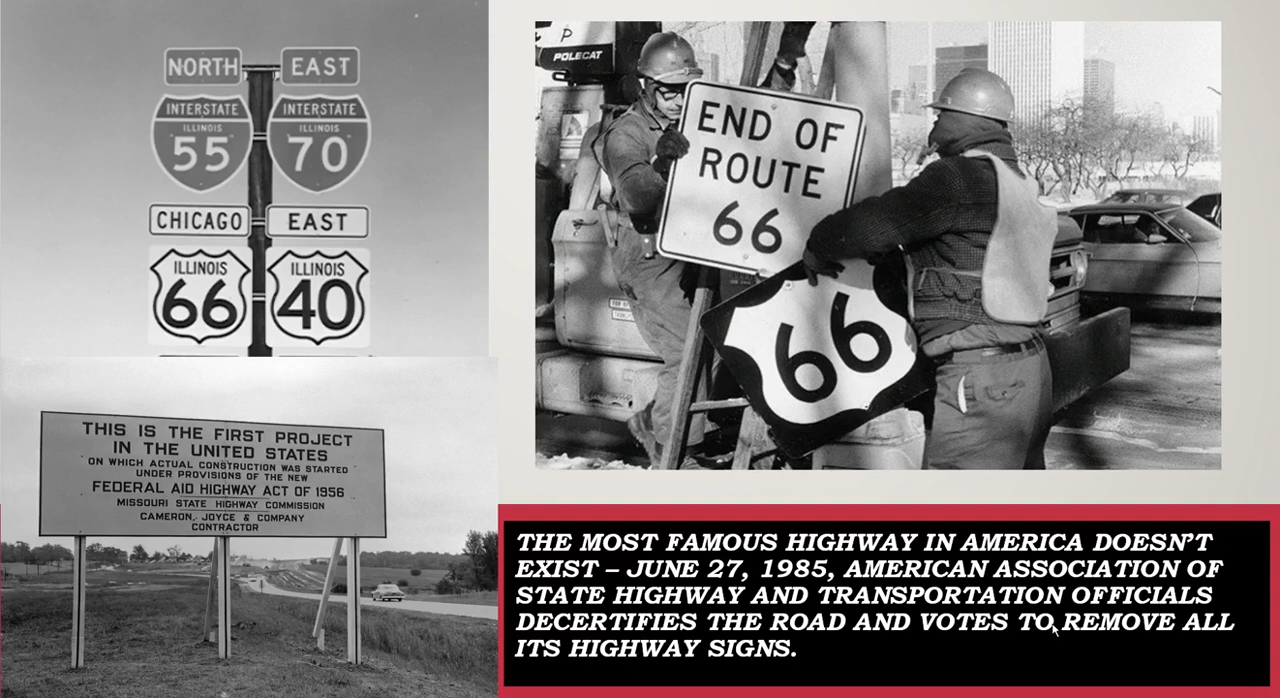 NORTH
EAST
INTERSTATE
ILLINOIS
55
INTERSTATE
ILLINOIS
70
CHICAGO
EAST
ILLINOIS
66
ILLINOIS
40
P
POLECAT
END OF
ROUTE
66
66
THIS IS THE FIRST PROJECT
IN THE UNITED STATES
ON WHICH ACTUAL CONSTRUCTION WAS STARTED
UNDER PROVISIONS OF THE NEW
FEDERAL AID HIGHWAY ACT OF 1956
MISSOURI STATE HIGHWAY COMMISSION
CAMERON, JOYCE & COMPANY
CONTRACTOR
THE MOST FAMOUS HIGHWAY IN AMERICA DOESN'T
EXIST – JUNE 27, 1985, AMERICAN ASSOCIATION OF
STATE HIGHWAY AND TRANSPORTATION OFFICIALS
DECERTIFIES THE ROAD AND VOTES TO REMOVE ALL
ITS HIGHWAY SIGNS.